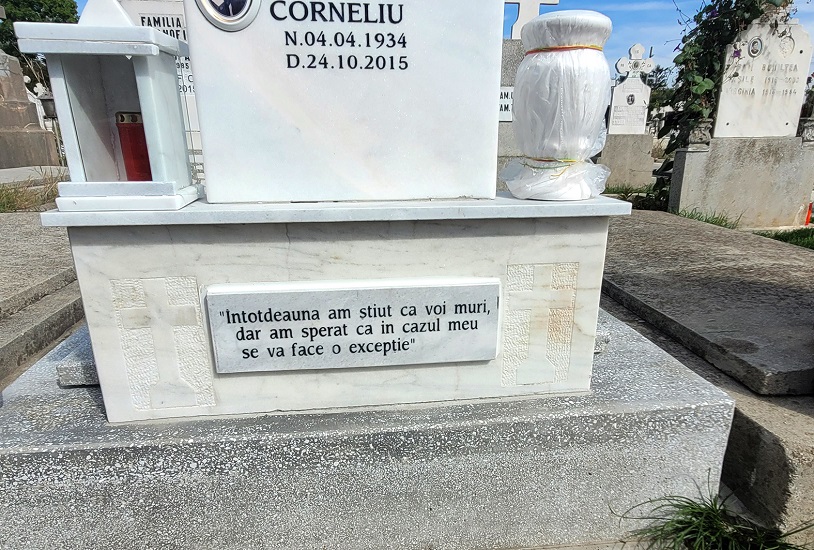 CORNELIU
N.04.04.1934
D.24.10.2015
"Intotdeauna am stiut ca voi muri,
dar am sperat ca in cazul meu
se va face o excepție"
FAMILIA